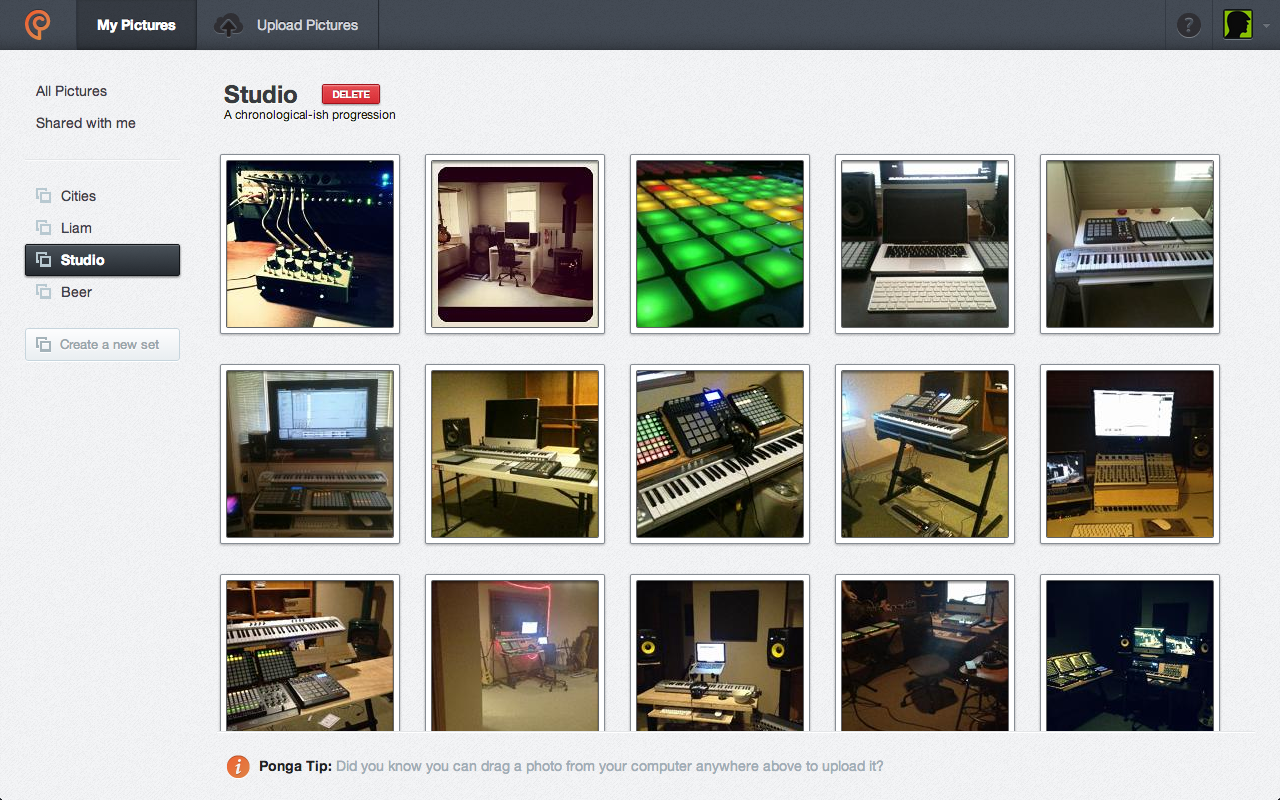 My Pictures
Upload Pictures
?
All Pictures
Shared with me
Cities
Liam
Studio
Beer
Create a new set
Studio
DELETE
A chronological-ish progression
i
Ponga Tip: Did you know you can drag a photo from your computer anywhere above to upload it?